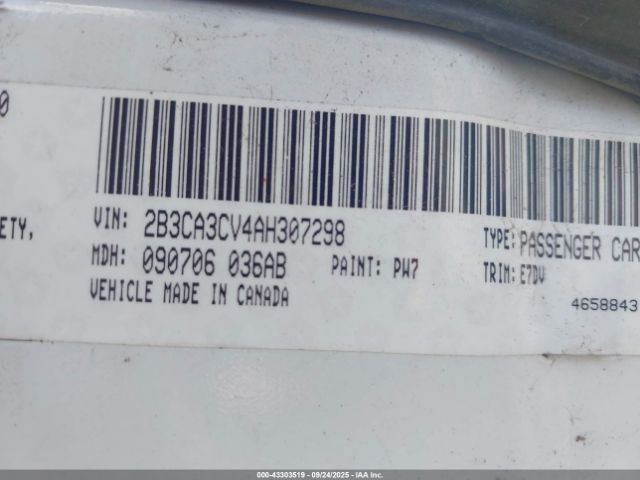 0
ETY,
VIN: 2B3CA3CV4AH307298
TYPE: PASSENGER CAR
MDH: 090706 036AB
PAINT: PW7
TRIM: E7DV
VEHICLE MADE IN CANADA
4658843
000-43303519 - 09/24/2025 - IAA Inc.